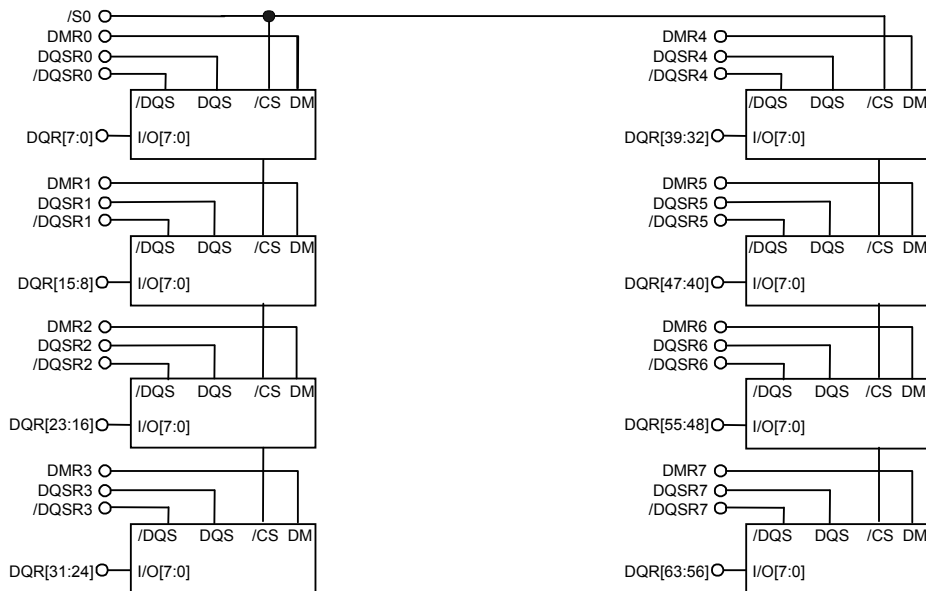 /S0
DMR0
DQSR0
/DQSR0
/DQS DQS /CS DM
DQR[7:0]
I/O[7:0]
DMR1
DQSR1
/DQSR1
/DQS DQS /CS DM
DQR[15:8]
I/O[7:0]
DMR2
DQSR2
/DQSR2
/DQS DQS /CS DM
DQR[23:16]
I/O[7:0]
DMR3
DQSR3
/DQSR3
/DQS DQS /CS DM
DQR[31:24]
I/O[7:0]
DMR4
DQSR4
/DQSR4
/DQS DQS /CS DM
DQR[39:32]
I/O[7:0]
DMR5
DQSR5
/DQSR5
/DQS DQS /CS DM
DQR[47:40]
I/O[7:0]
DMR6
DQSR6
/DQSR6
/DQS DQS /CS DM
DQR[55:48]
I/O[7:0]
DMR7
DQSR7
/DQSR7
/DQS DQS /CS DM
DQR[63:56]
I/O[7:0]